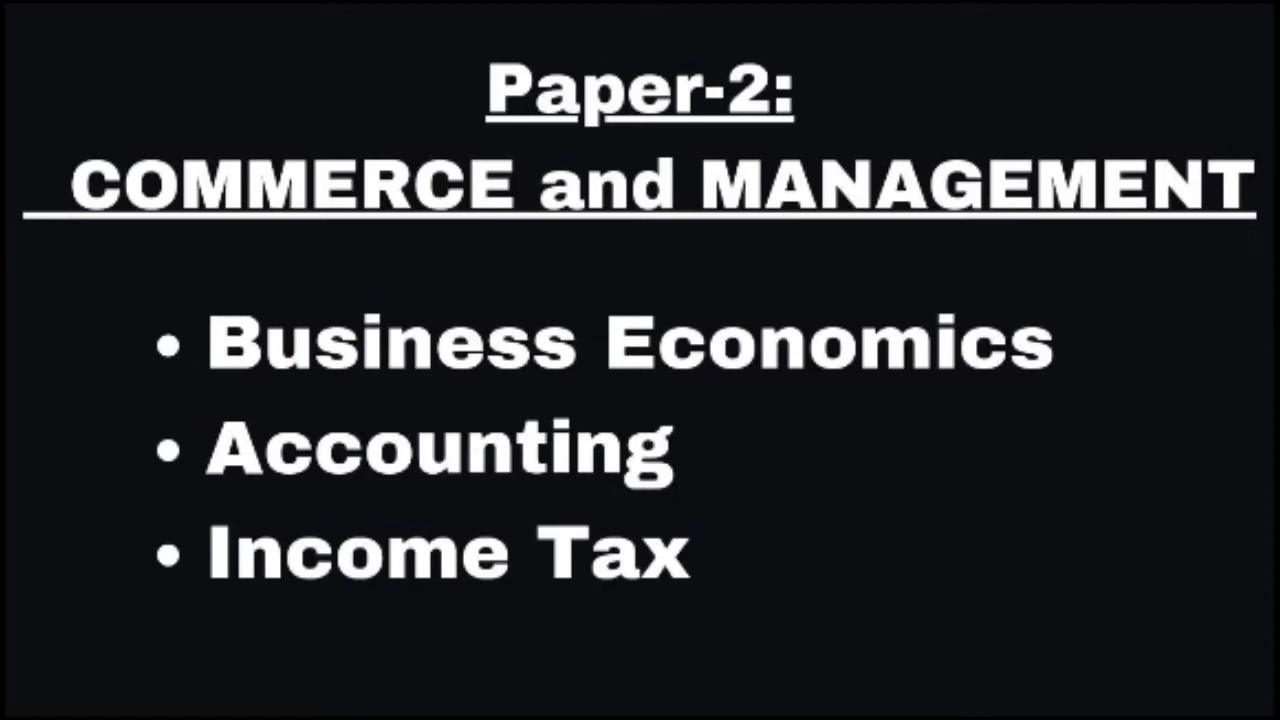 Paper-2:
COMMERCE and MANAGEMENT
• Business Economics
• Accounting
• Income Tax